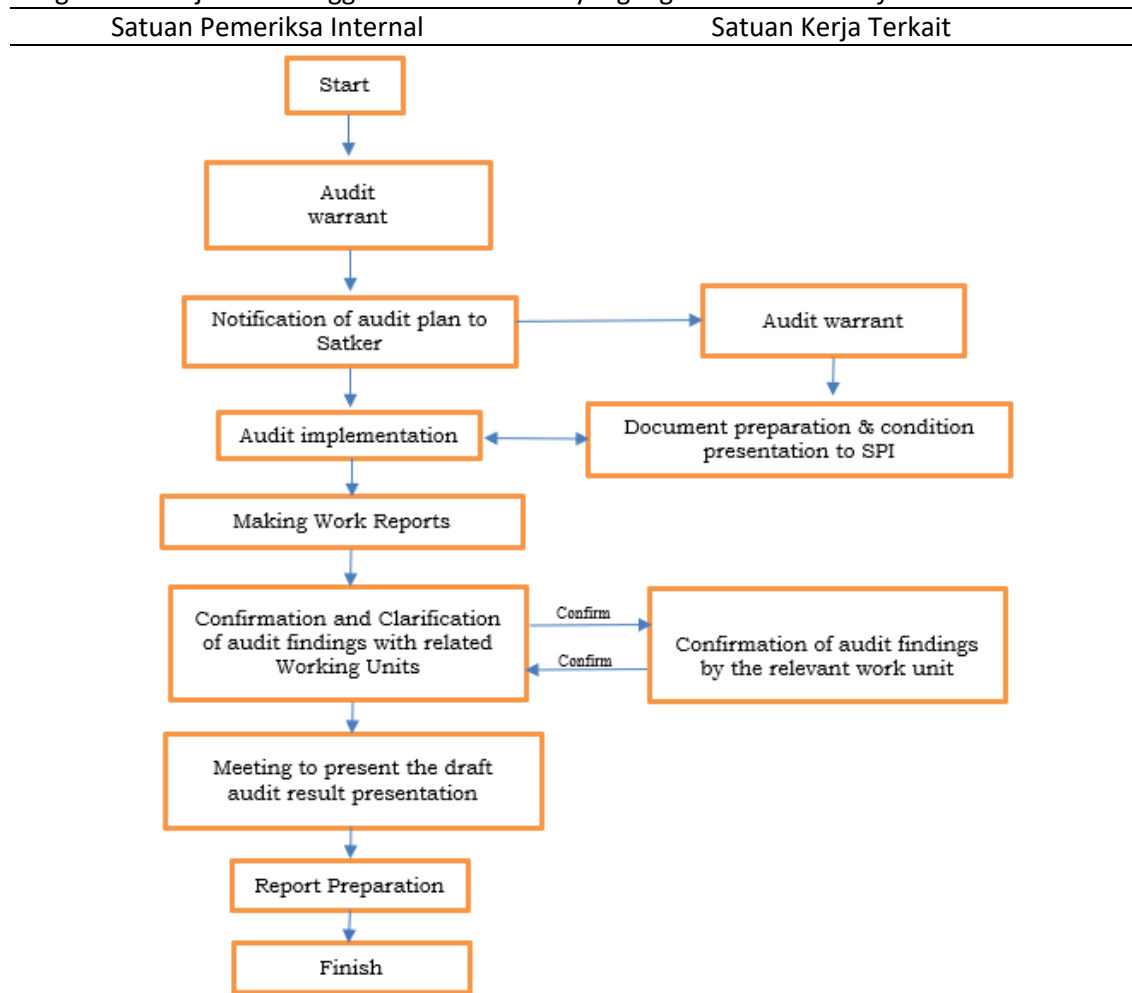 Satuan Pemeriksa Internal
Satuan Kerja Terkait
Start
Audit
warrant
Notification of audit plan to
Satker
Audit warrant
Audit implementation
Document preparation & condition
presentation to SPI
Making Work Reports
Confirmation and Clarification
of audit findings with related
Working Units
Confirm
Confirm
Confirmation of audit findings
by the relevant work unit
Meeting to present the draft
audit result presentation
Report Preparation
Finish